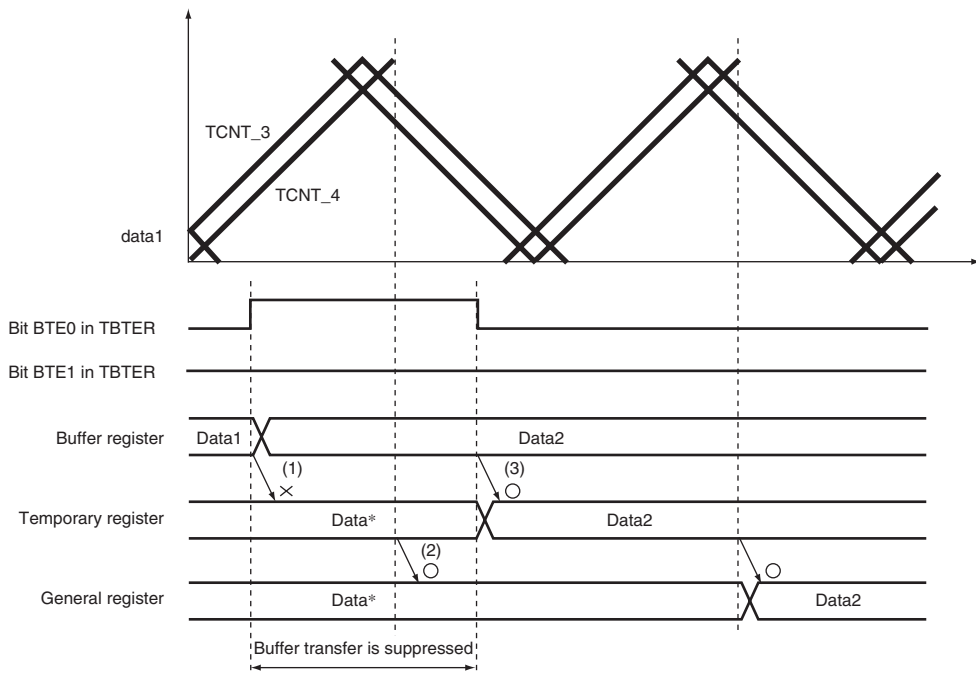 TCNT_3
TCNT_4
data1
Bit BTE0 in TBTER
Bit BTE1 in TBTER
Buffer register
Data1
Data2
(1)
(3)
Temporary register
Data*
Data2
(2)
General register
Data*
Data2
Buffer transfer is suppressed